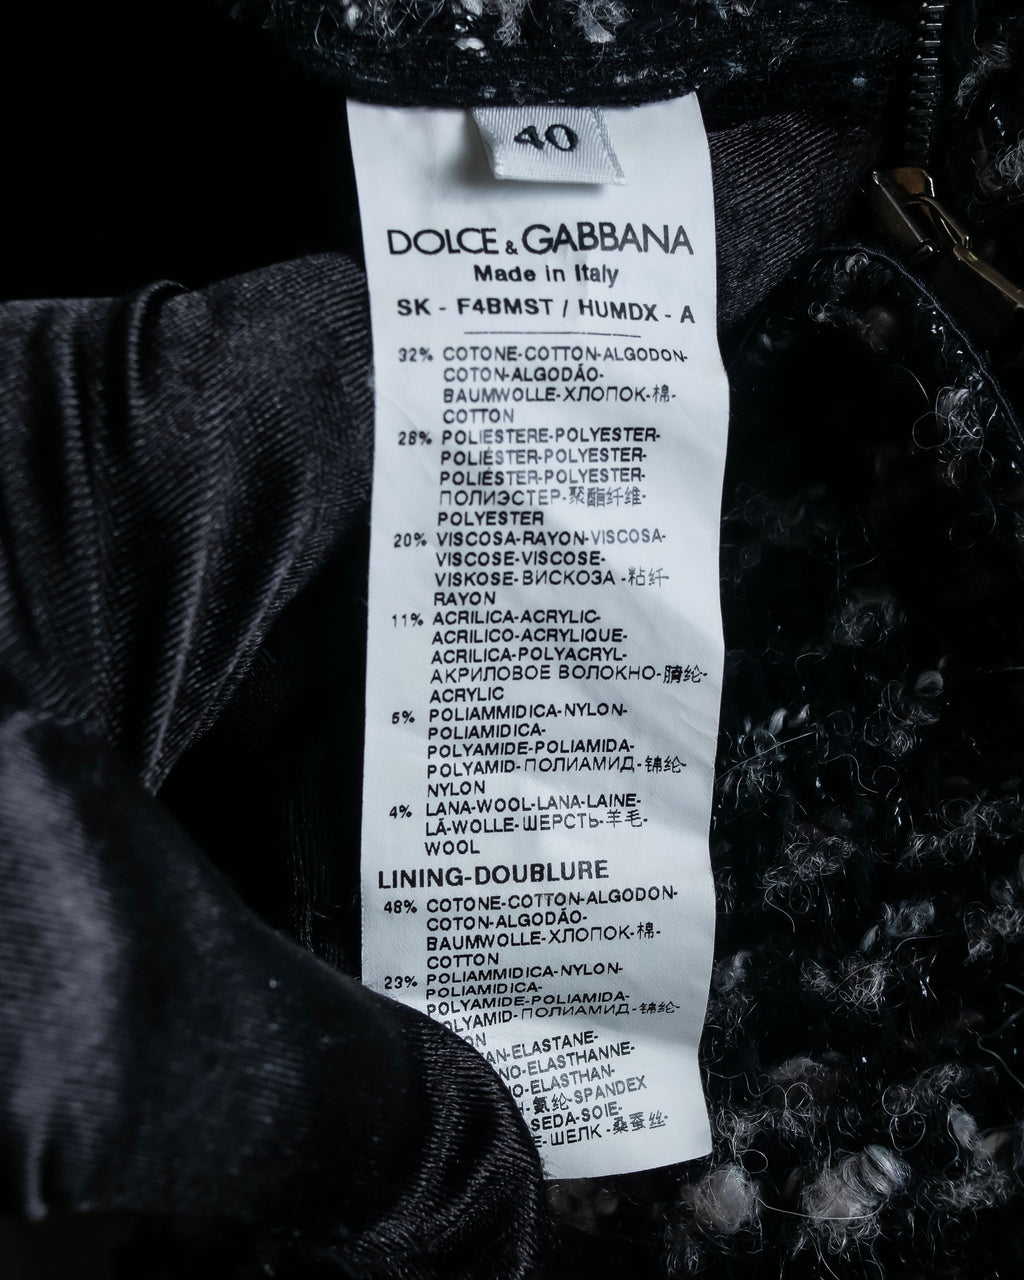 40
DOLCE & GABBANA
Made in Italy
SK - F4BMST / HUMDX - A
32% COTONE-COTTON-ALGODON-
COTON-ALGODÃO-
BAUMWOLLE-ХЛОПОК-棉-
COTTON
28% POLIESTERE-POLYESTER-
POLIÉSTER-POLYESTER-
POLIÉSTER-POLYESTER-
ПОЛИЭСТЕР-聚酯纤维-
POLYESTER
20% VISCOSA-RAYON-VISCOSA-
VISCOSE-VISCOSE-
VISKOSE-ВИСКОЗА -粘纤-
RAYON
11% ACRILICA-ACRYLIC-
ACRILICO-ACRYLIQUE-
ACRILICA-POLYACRYL-
АКРИЛОВОЕ ВОЛОКНО-腈纶-
ACRYLIC
5% POLIAMMIDICA-NYLON-
POLIAMIDICA-
POLYAMIDE-POLIAMIDA-
POLYAMID-ПОЛИАМИД-锦纶-
NYLON
4% LANA-WOOL-LANA-LAINE-
LÃ-WOLLE-ШЕРСТЬ-羊毛-
WOOL
LINING-DOUBLURE
48% COTONE-COTTON-ALGODON-
COTON-ALGODÃO-
BAUMWOLLE-ХЛОПОК-棉-
COTTON
23% POLIAMMIDICA-NYLON-
POLIAMIDICA-
POLYAMIDE-POLIAMIDA-
OLYAMID-ПОЛИАМИД-锦纶-
ON
AN-ELASTANE-
NO-ELASTHANNE-
O-ELASTHAN-
-氨纶-SPANDEX
SEDA-SOIE-
E-ШЕЛК -桑蚕丝-